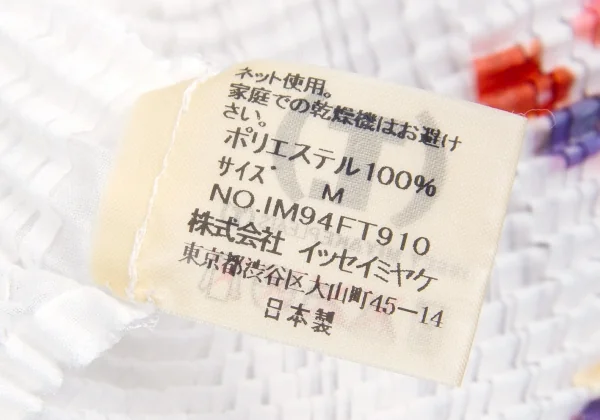 ネット使用。
家庭での乾燥機はお避け
さい。
ポリエステル100%
サイズ M
NO.IM94FT910
株式会社 イッセイミヤケ
東京都渋谷区大山町45-14
日本製